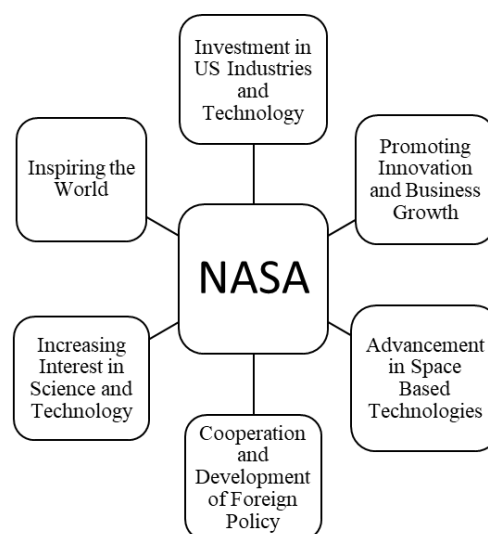 Investment in
US Industries
and
Technology
Promoting
Innovation
and Business
Growth
Inspiring the
World
NASA
Increasing
Interest in
Science and
Technology
Advancement
in Space
Based
Technologies
Cooperation
and
Development
of Foreign
Policy